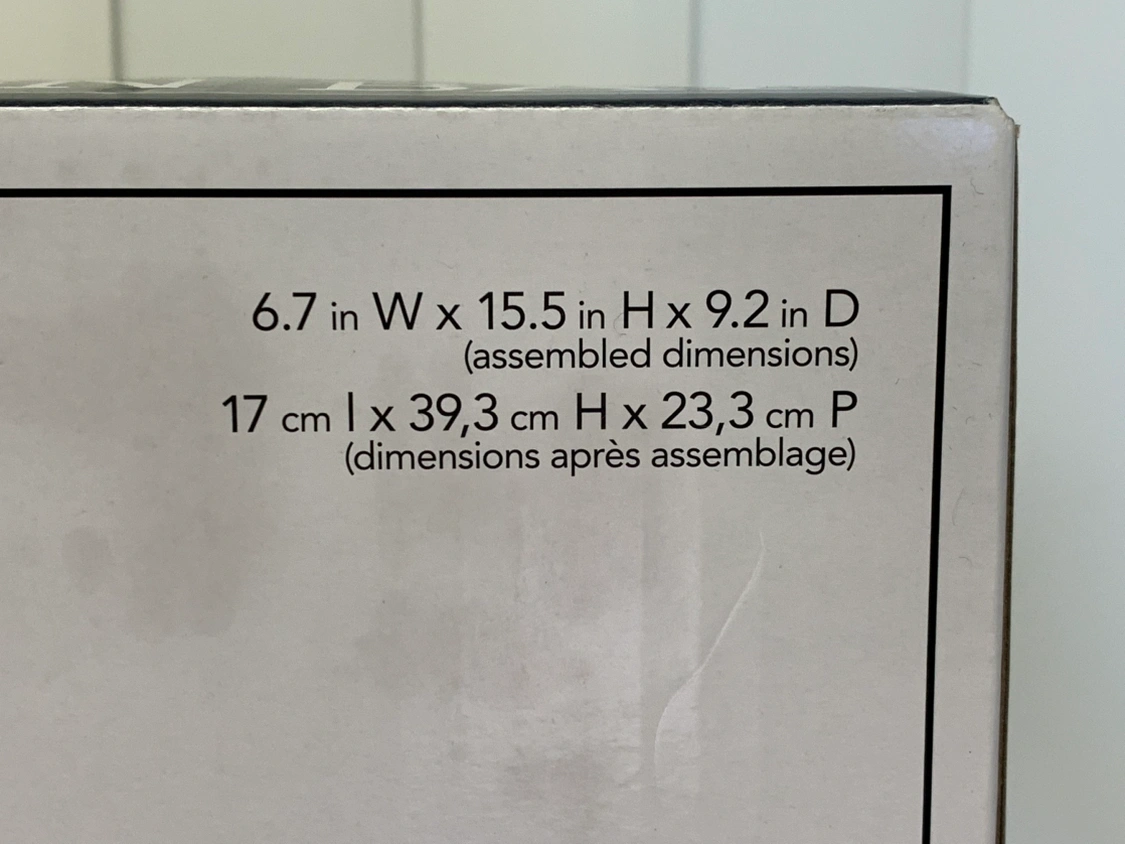 6.7 in W x 15.5 in H x 9.2 in D
(assembled dimensions)
17 cm l x 39,3 cm H x 23,3 cm P
(dimensions après assemblage)